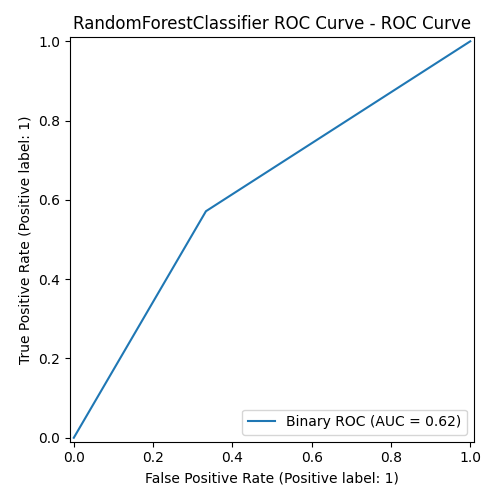 RandomForestClassifier ROC Curve - ROC Curve
1.0
0.8
0.6
0.4
0.2
0.0
True Positive Rate (Positive label: 1)
Binary ROC (AUC = 0.62)
0.0 0.2 0.4 0.6 0.8 1.0
False Positive Rate (Positive label: 1)